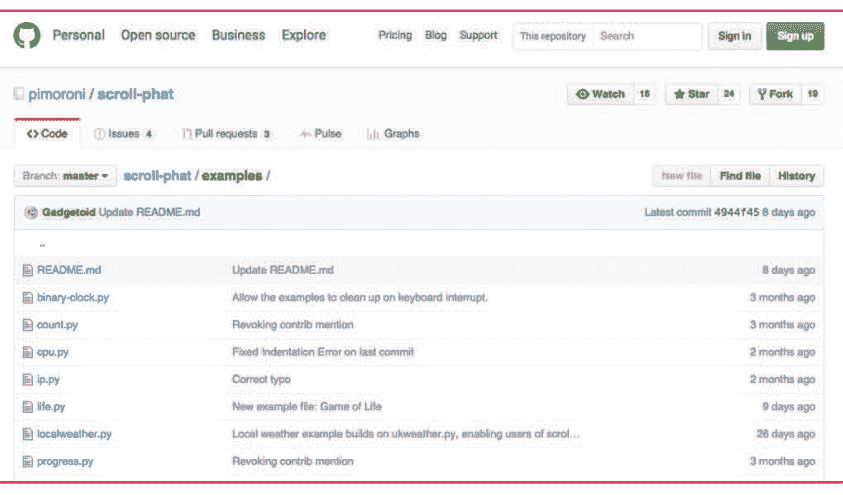 Personal Open source Business Explore Pricing Blog Support This repository Search Sign in Sign up
pimoroni / scroll-phat Watch 16 Star 24 Fork 19
Code Issues 4 Pull requests 3 Pulse Graphs
Branch: master scroll-phat / examples / New file Find file History
Gadgetoid Update README.md Latest commit 4944f45 8 days ago
..
README.md Update README.md 8 days ago
binary-clock.py Allow the examples to clean up on keyboard interrupt. 3 months ago
count.py Revoking contrib mention 3 months ago
cpu.py Fixed Indentation Error on last commit 2 months ago
ip.py Correct typo 2 months ago
life.py New example file: Game of Life 9 days ago
localweather.py Local weather example builds on ukweather.py, enabling users of scrol... 26 days ago
progress.py Revoking contrib mention 3 months ago